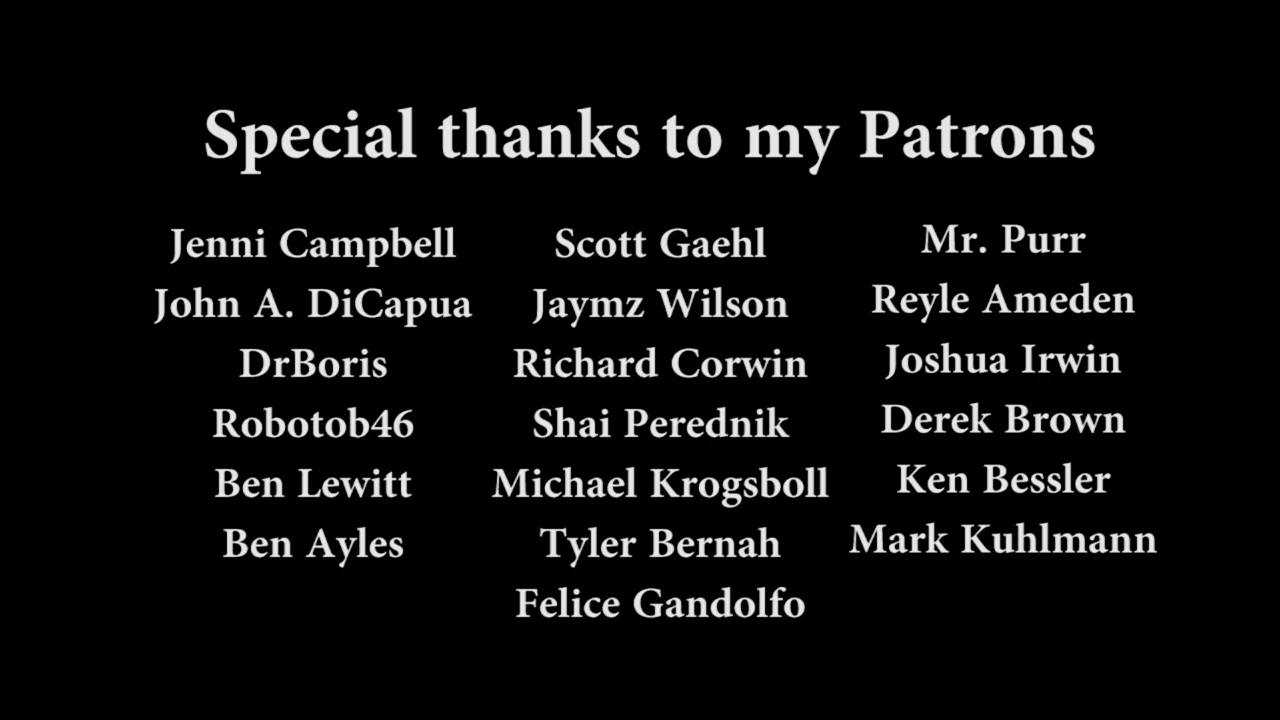 Special thanks to my Patrons
Jenni Campbell
John A. DiCapua
DrBoris
Robotob46
Ben Lewitt
Ben Ayles
Scott Gaehl
Jaymz Wilson
Richard Corwin
Shai Perednik
Michael Krogsboll
Tyler Bernah
Felice Gandolfo
Mr. Purr
Reyle Ameden
Joshua Irwin
Derek Brown
Ken Bessler
Mark Kuhlmann